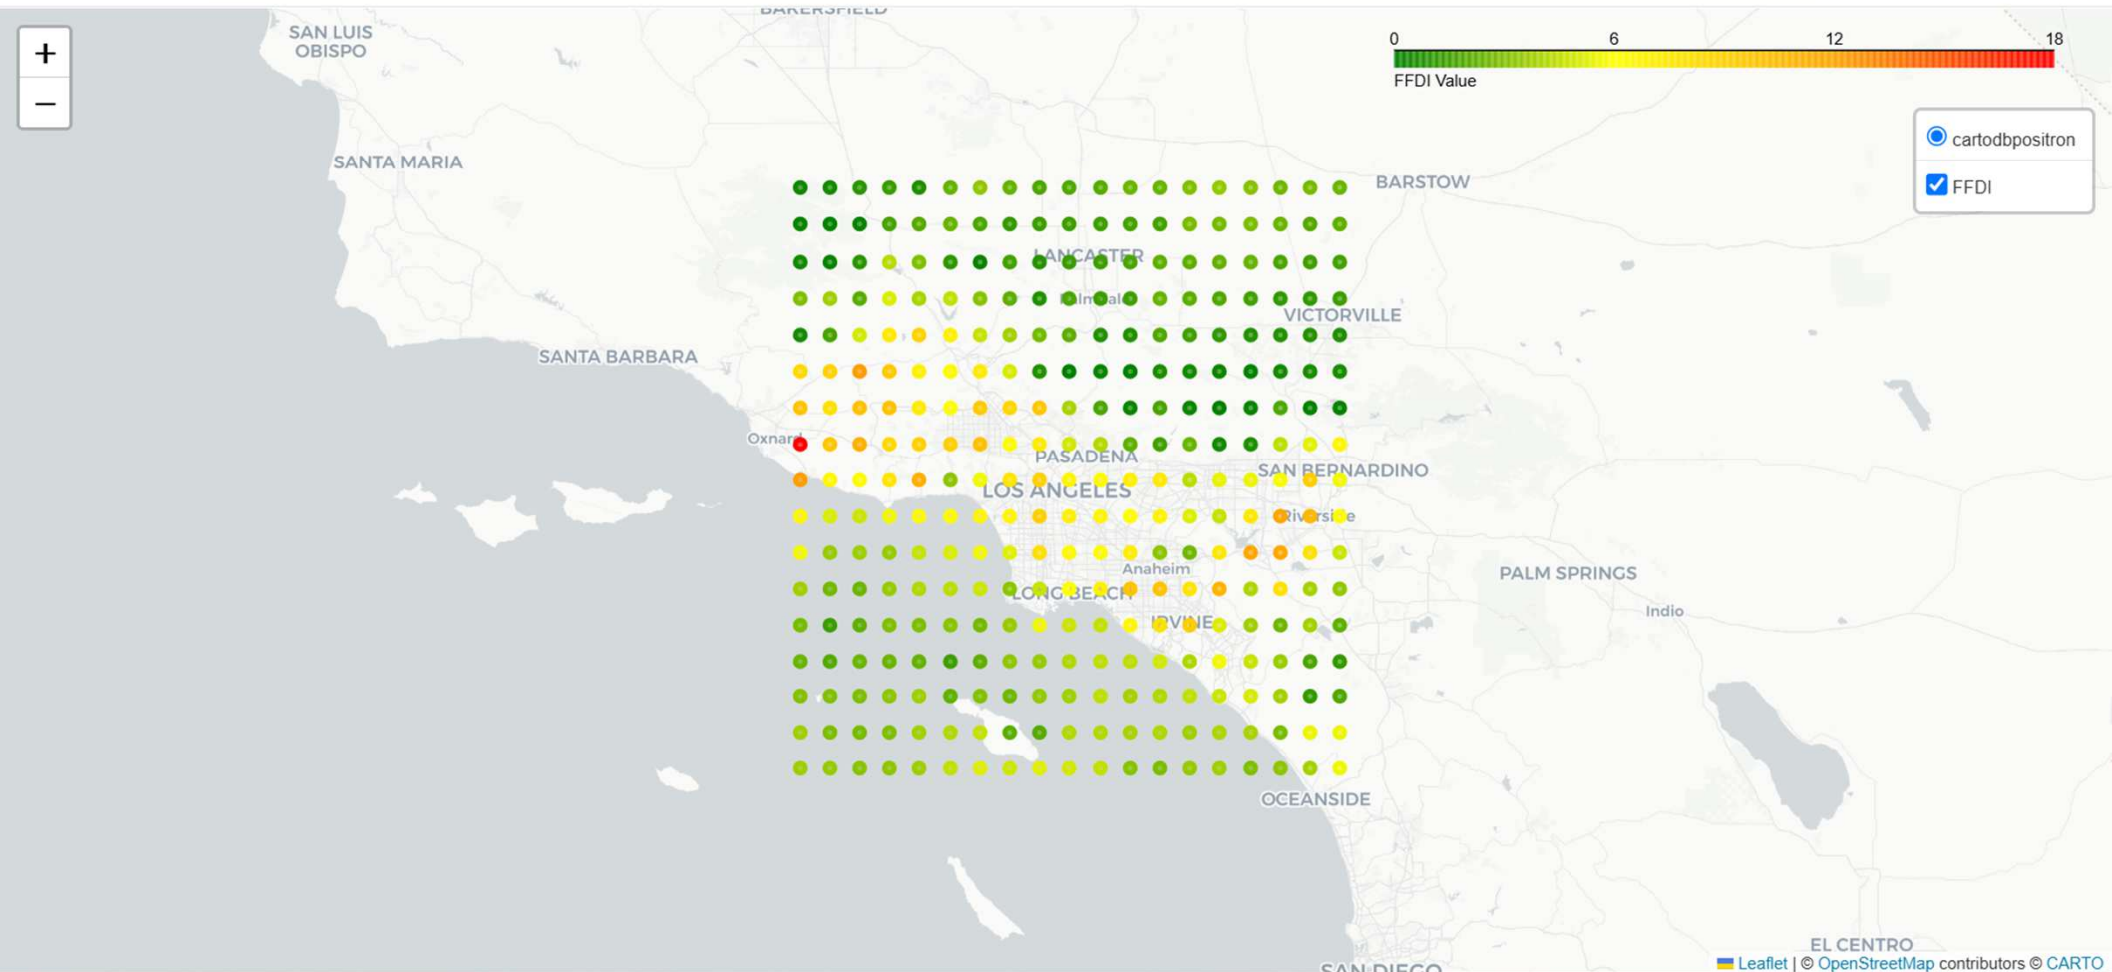 BAKERSFIELD
SAN LUIS
OBISPO
+
−
0 6 12 18
FFDI Value
cartodbpositron
FFDI
SANTA MARIA
BARSTOW
LANCASTER
Palmdale
VICTORVILLE
SANTA BARBARA
Oxnard
PASADENA
SAN BERNARDINO
LOS ANGELES
Riverside
Anaheim
PALM SPRINGS
LONG BEACH
Indio
IRVINE
OCEANSIDE
EL CENTRO
SAN DIEGO
Leaflet | © OpenStreetMap contributors © CARTO